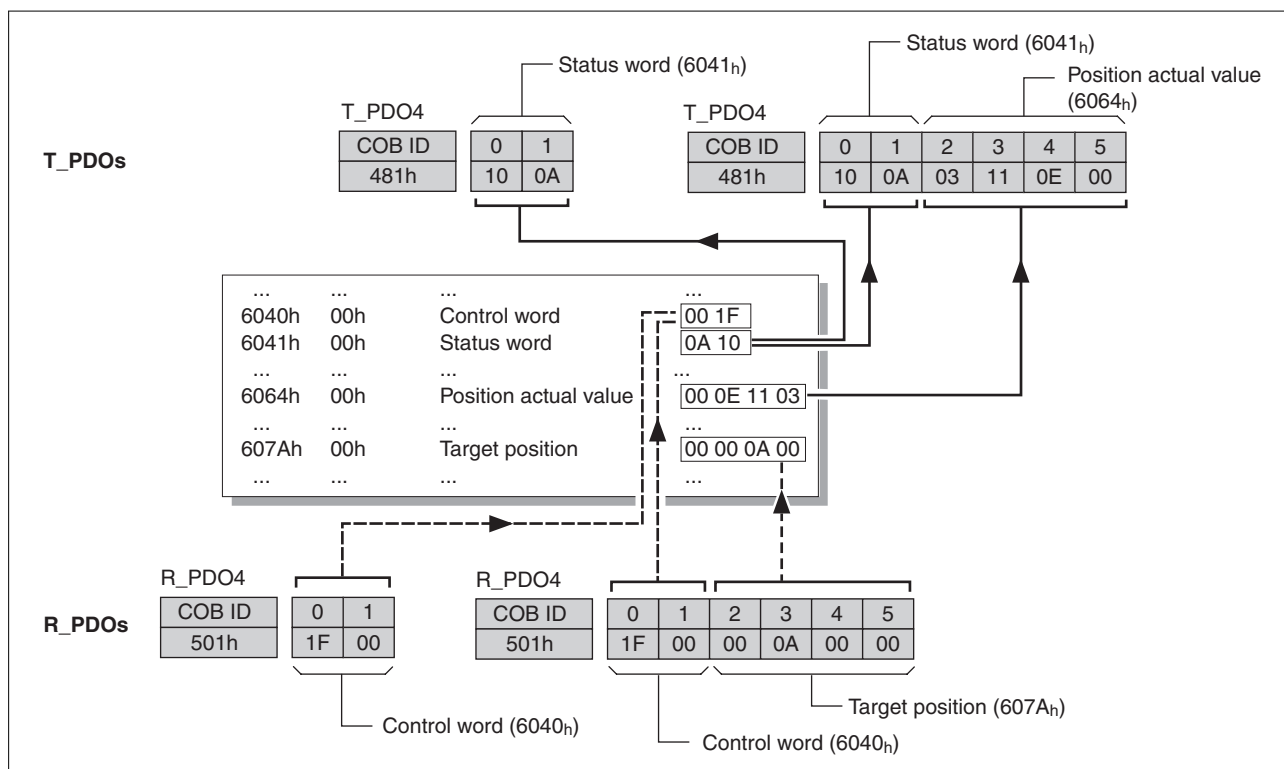 Status word (6041h)
Status word (6041h)
Position actual value
(6064h)
T_PDOs
T_PDO4
COB ID 0 1
481h 10 0A
T_PDO4
COB ID 0 1 2 3 4 5
481h 10 0A 03 11 0E 00
... ... ... ...
6040h 00h Control word 00 1F
6041h 00h Status word 0A 10
... ... ... ...
6064h 00h Position actual value 00 0E 11 03
... ... ... ...
607Ah 00h Target position 00 00 0A 00
... ... ... ...
R_PDOs
R_PDO4
COB ID 0 1
501h 1F 00
R_PDO4
COB ID 0 1 2 3 4 5
501h 1F 00 00 0A 00 00
Control word (6040h)
Target position (607Ah)
Control word (6040h)